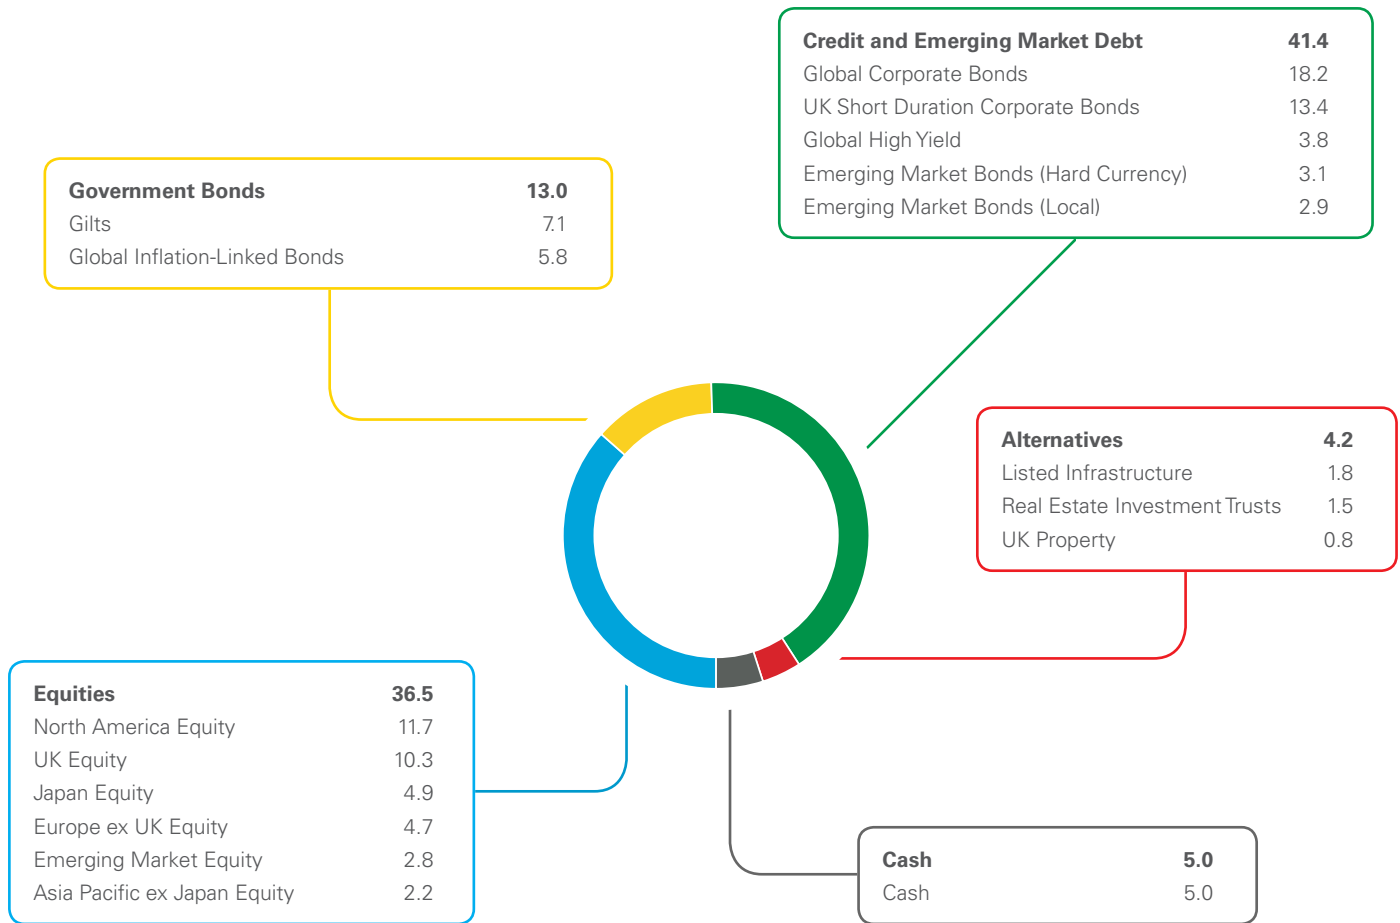 Credit and Emerging Market Debt 41.4
Global Corporate Bonds 18.2
UK Short Duration Corporate Bonds 13.4
Global High Yield 3.8
Emerging Market Bonds (Hard Currency) 3.1
Emerging Market Bonds (Local) 2.9
Government Bonds 13.0
Gilts 7.1
Global Inflation-Linked Bonds 5.8
Alternatives 4.2
Listed Infrastructure 1.8
Real Estate Investment Trusts 1.5
UK Property 0.8
Equities 36.5
North America Equity 11.7
UK Equity 10.3
Japan Equity 4.9
Europe ex UK Equity 4.7
Emerging Market Equity 2.8
Asia Pacific ex Japan Equity 2.2
Cash 5.0
Cash 5.0